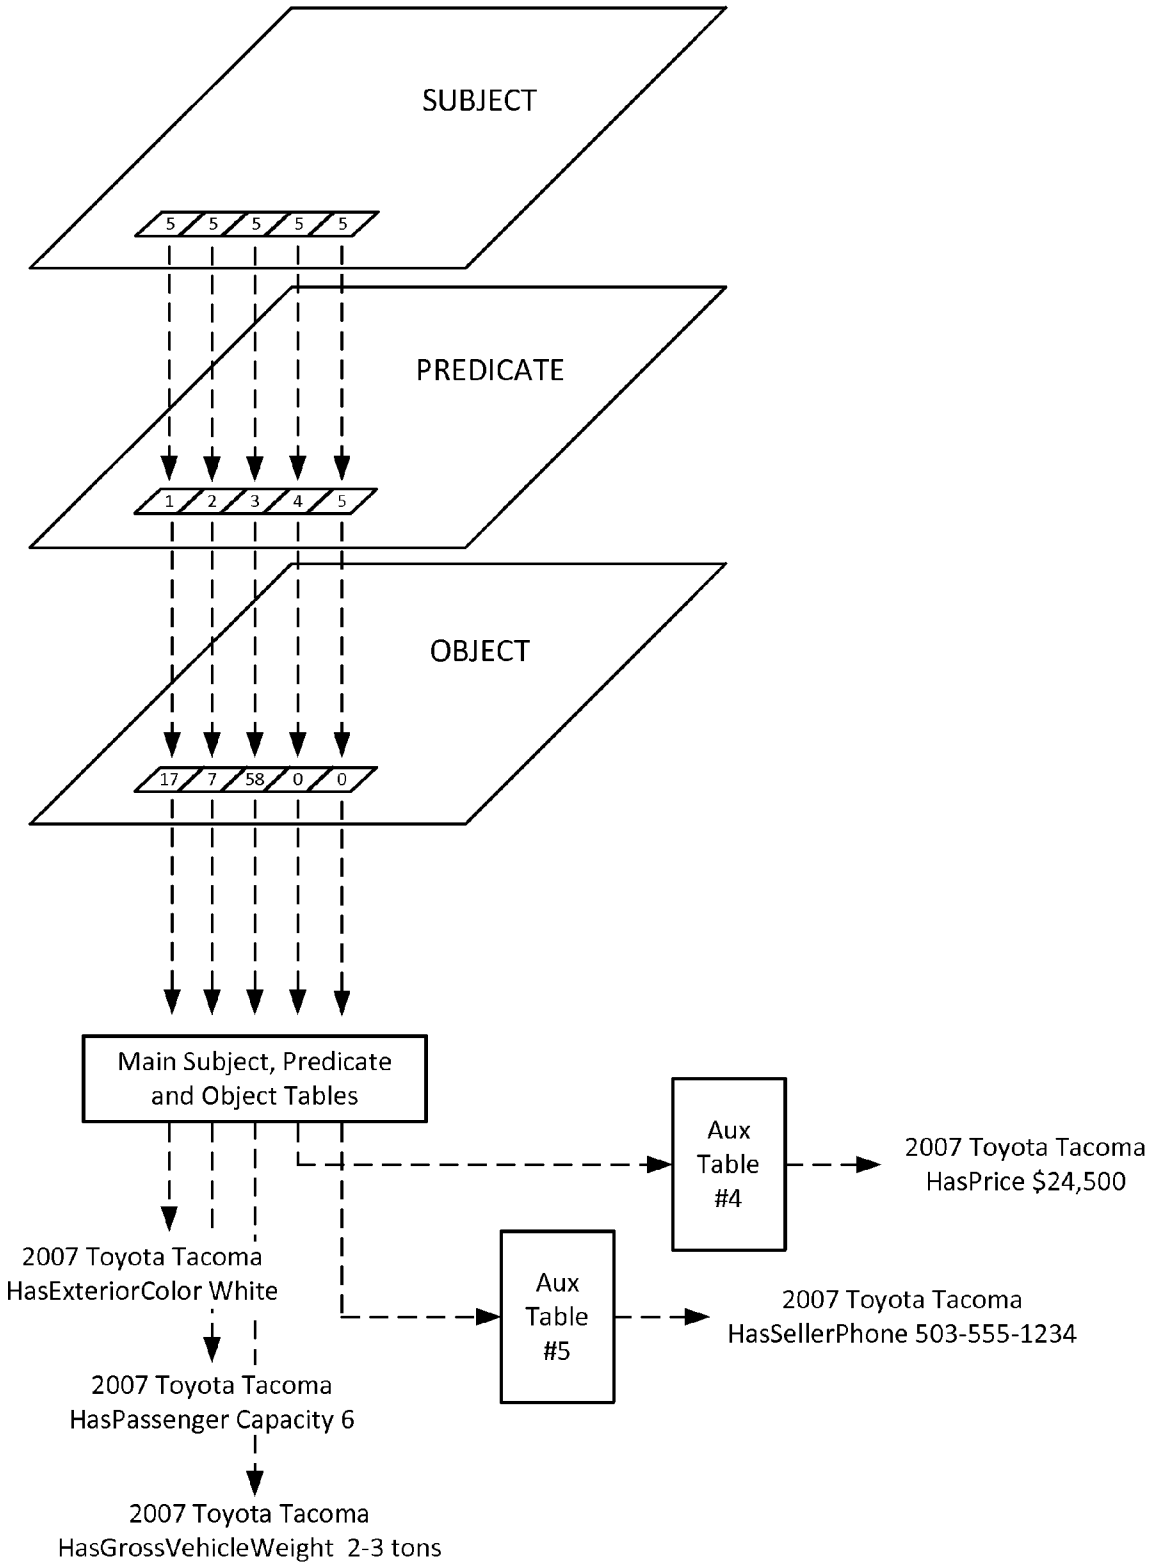 SUBJECT
5 5 5 5 5
PREDICATE
1 2 3 4 5
OBJECT
17 7 58 0 0
Main Subject, Predicate
and Object Tables
Aux
Table
#4
2007 Toyota Tacoma
HasPrice $24,500
2007 Toyota Tacoma
HasExteriorColor White
Aux
Table
#5
2007 Toyota Tacoma
HasSellerPhone 503-555-1234
2007 Toyota Tacoma
HasPassenger Capacity 6
2007 Toyota Tacoma
HasGrossVehicleWeight 2-3 tons